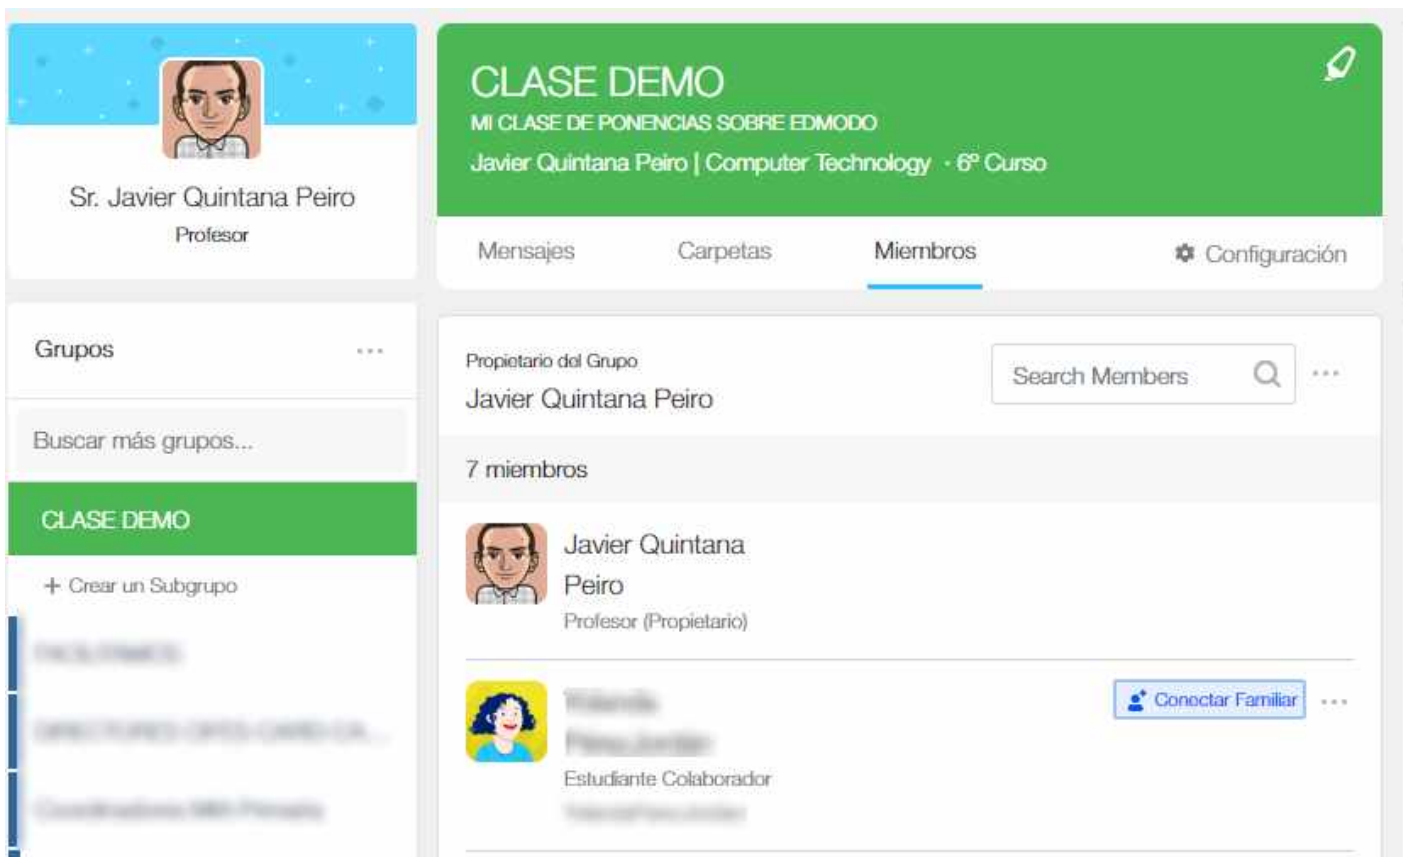 Sr. Javier Quintana Peiro
Profesor
Grupos
Buscar más grupos...
CLASE DEMO
+ Crear un Subgrupo
CLASE DEMO
MI CLASE DE PONENCIAS SOBRE EDMODO
Javier Quintana Peiro | Computer Technology · 6º Curso
Mensajes Carpetas Miembros Configuración
Propietario del Grupo
Javier Quintana Peiro
Search Members
7 miembros
Javier Quintana
Peiro
Profesor (Propietario)
Conectar Familiar
Estudiante Colaborador